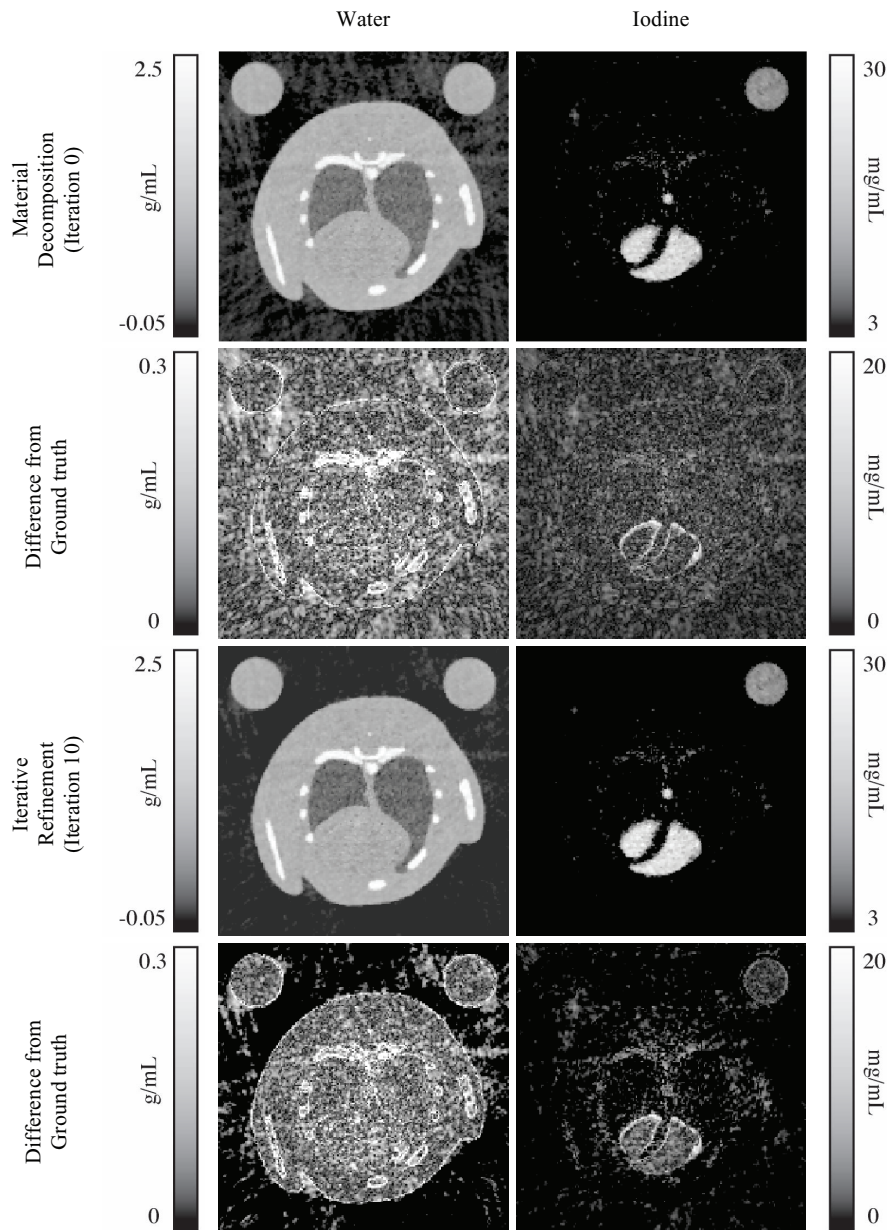 Water
Iodine
Material
Decomposition
(Iteration 0)
2.5
g/mL
-0.05
30
mg/mL
3
Difference from
Ground truth
0.3
g/mL
0
20
mg/mL
0
Iterative
Refinement
(Iteration 10)
2.5
g/mL
-0.05
30
mg/mL
3
Difference from
Ground truth
0.3
g/mL
0
20
mg/mL
0